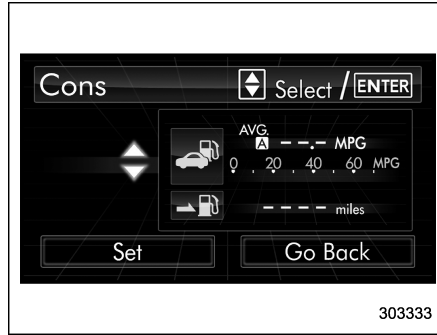 Cons Select / ENTER
AVG.
A ---.- MPG
0 20 40 60 MPG
---- miles
Set Go Back
303333